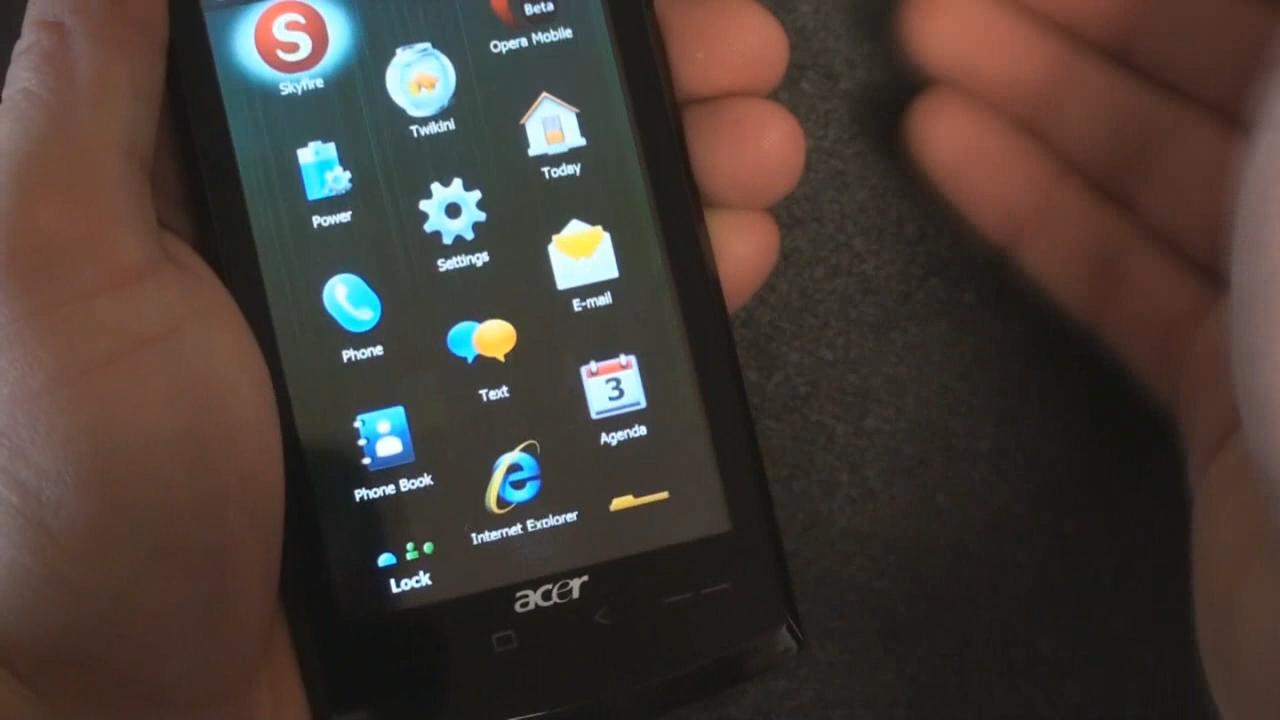 Beta
S
Opera Mobile
Skyfire
Twikini
Today
Power
Settings
E-mail
Phone
Text
3
Agenda
Phone Book
Internet Explorer
Lock
acer